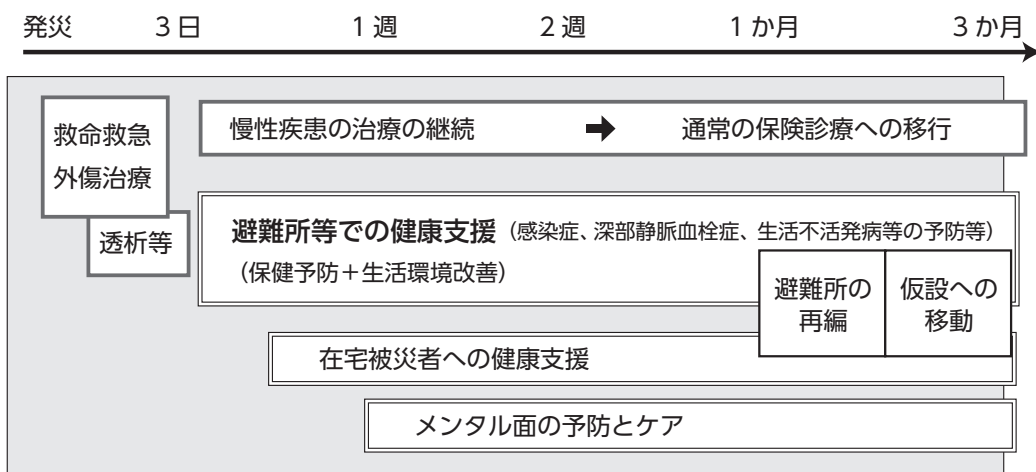 発災 3日 1週 2週 1か月 3か月
救命救急
外傷治療
慢性疾患の治療の継続 ➡ 通常の保険診療への移行
透析等
避難所等での健康支援（感染症、深部静脈血栓症、生活不活発病等の予防等）
（保健予防＋生活環境改善）
避難所の
再編
仮設への
移動
在宅被災者への健康支援
メンタル面の予防とケア